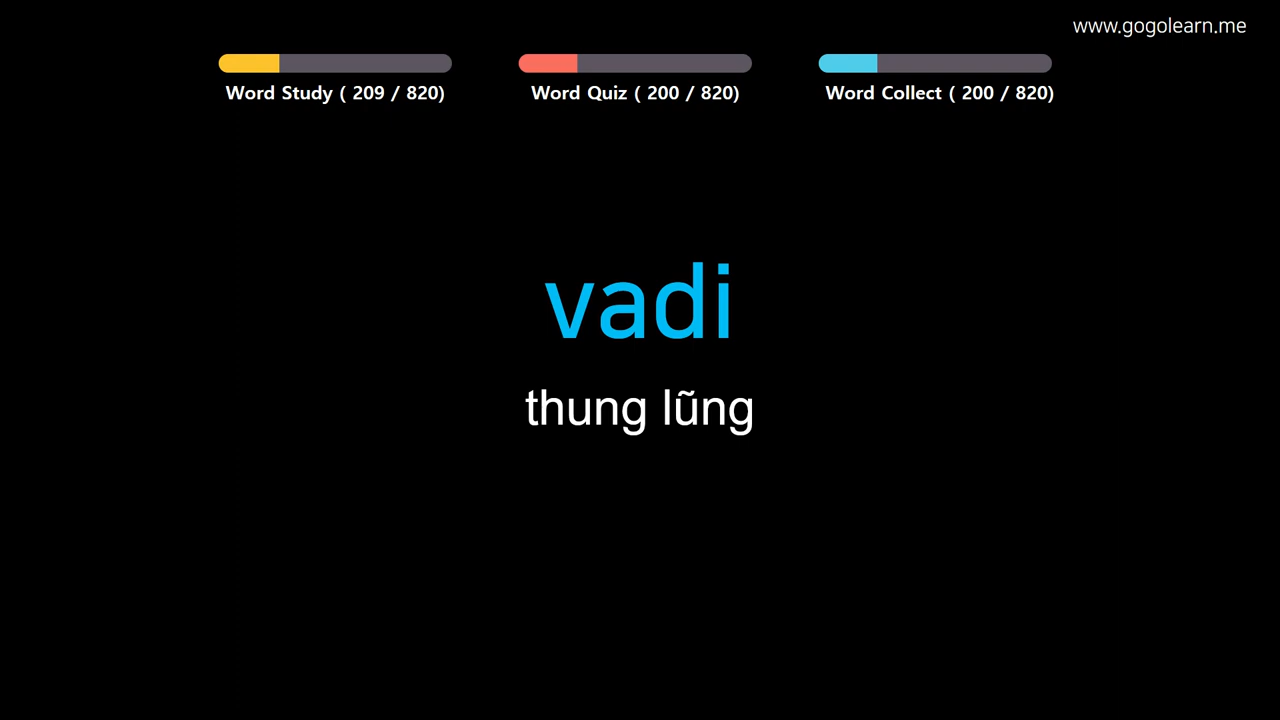 www.gogolearn.me
Word Study ( 209 / 820)
Word Quiz ( 200 / 820)
Word Collect ( 200 / 820)
vadi
thung lũng